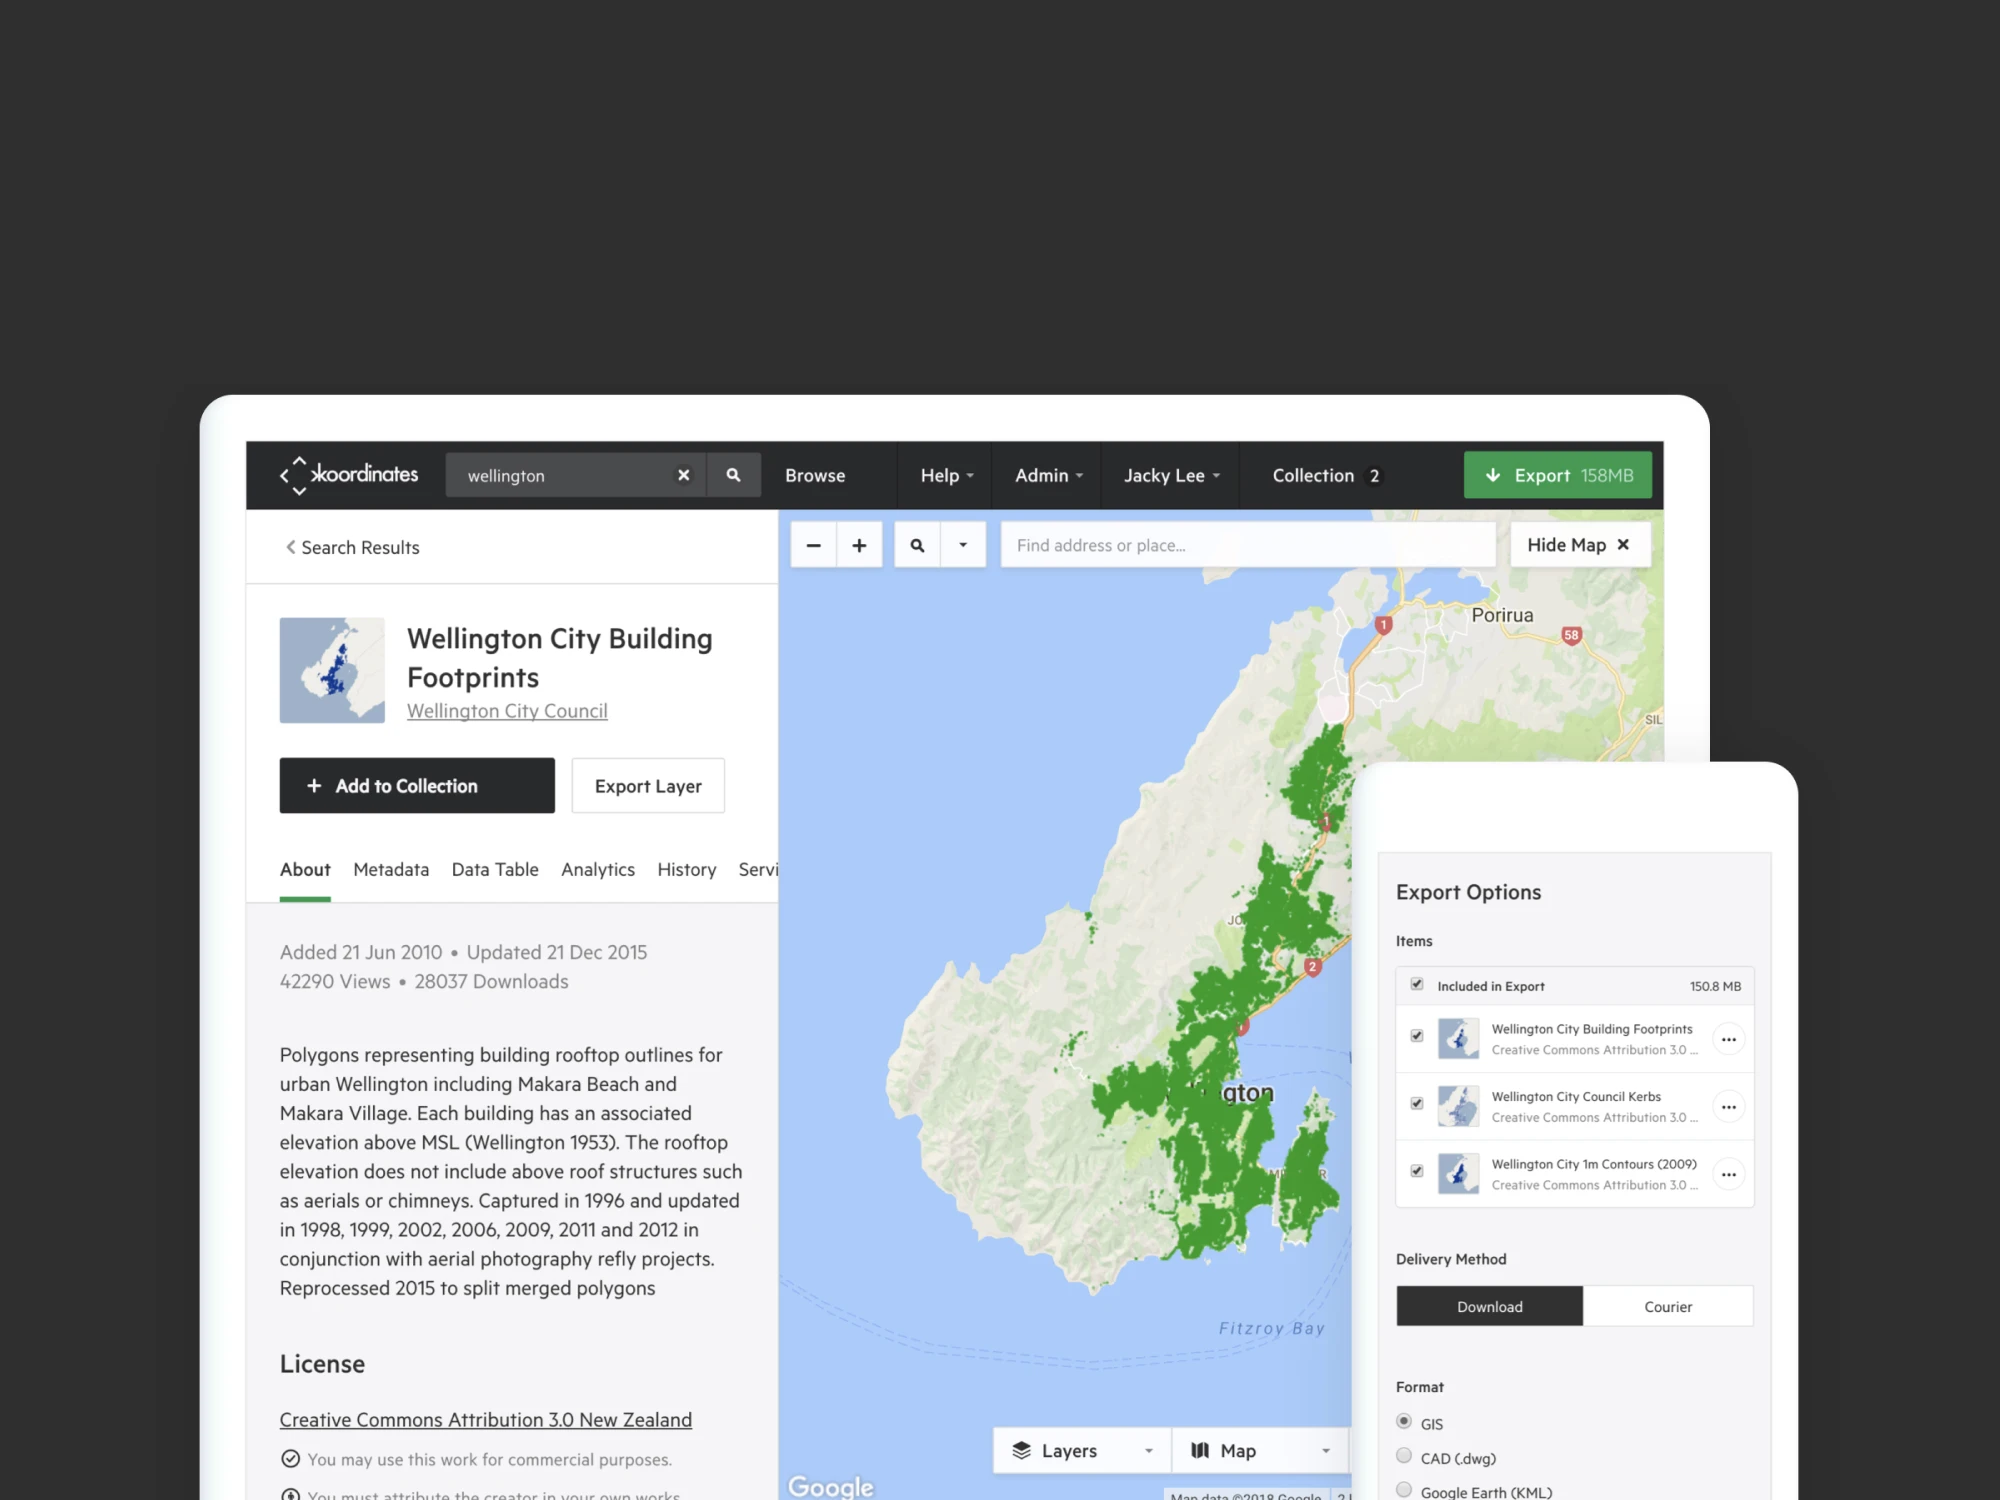 koordinates
wellington
Browse
Help
Admin
Jacky Lee
Collection 2
Export 158MB
Search Results
Find address or place...
Hide Map
Wellington City Building
Footprints
Wellington City Council
Add to Collection
Export Layer
About
Metadata
Data Table
Analytics
History
Servi
Added 21 Jun 2010 • Updated 21 Dec 2015
42290 Views • 28037 Downloads
Polygons representing building rooftop outlines for
urban Wellington including Makara Beach and
Makara Village. Each building has an associated
elevation above MSL (Wellington 1953). The rooftop
elevation does not include above roof structures such
as aerials or chimneys. Captured in 1996 and updated
in 1998, 1999, 2002, 2006, 2009, 2011 and 2012 in
conjunction with aerial photography refly projects.
Reprocessed 2015 to split merged polygons
License
Creative Commons Attribution 3.0 New Zealand
You may use this work for commercial purposes.
You must attribute the creator in your own works.
Porirua
1
58
SIL
1
JO
2
gton
Fitzroy Bay
Layers
Map
Google
Map data ©2018 Google
Export Options
Items
Included in Export 150.8 MB
Wellington City Building Footprints
Creative Commons Attribution 3.0 ...
Wellington City Council Kerbs
Creative Commons Attribution 3.0 ...
Wellington City 1m Contours (2009)
Creative Commons Attribution 3.0 ...
Delivery Method
Download
Courier
Format
GIS
CAD (.dwg)
Google Earth (KML)